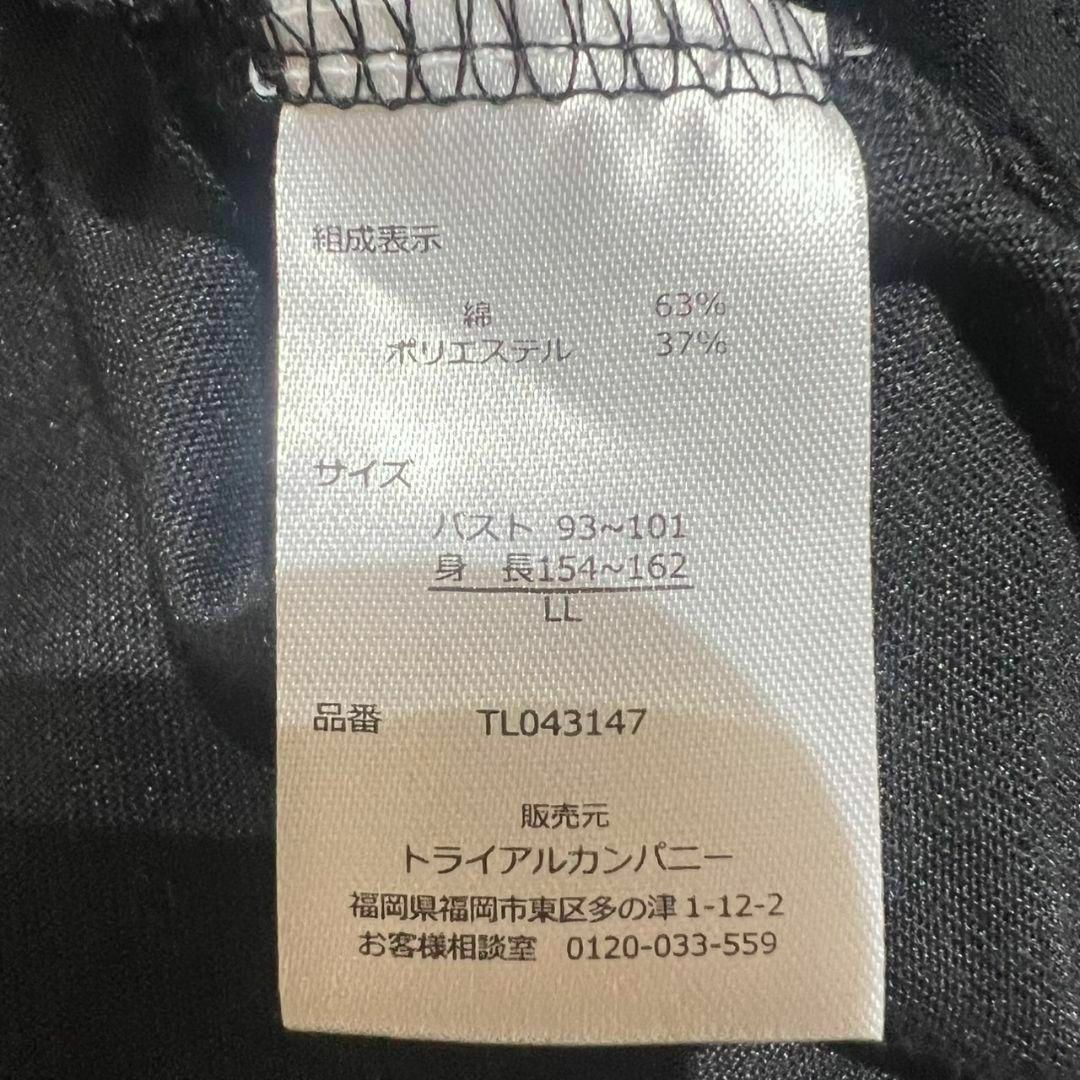 組成表示
綿 63%
ポリエステル 37%
サイズ
バスト 93~101
身 長154~162
LL
品番 TL043147
販売元
トライアルカンパニー
福岡県福岡市東区多の津1-12-2
お客様相談室 0120-033-559